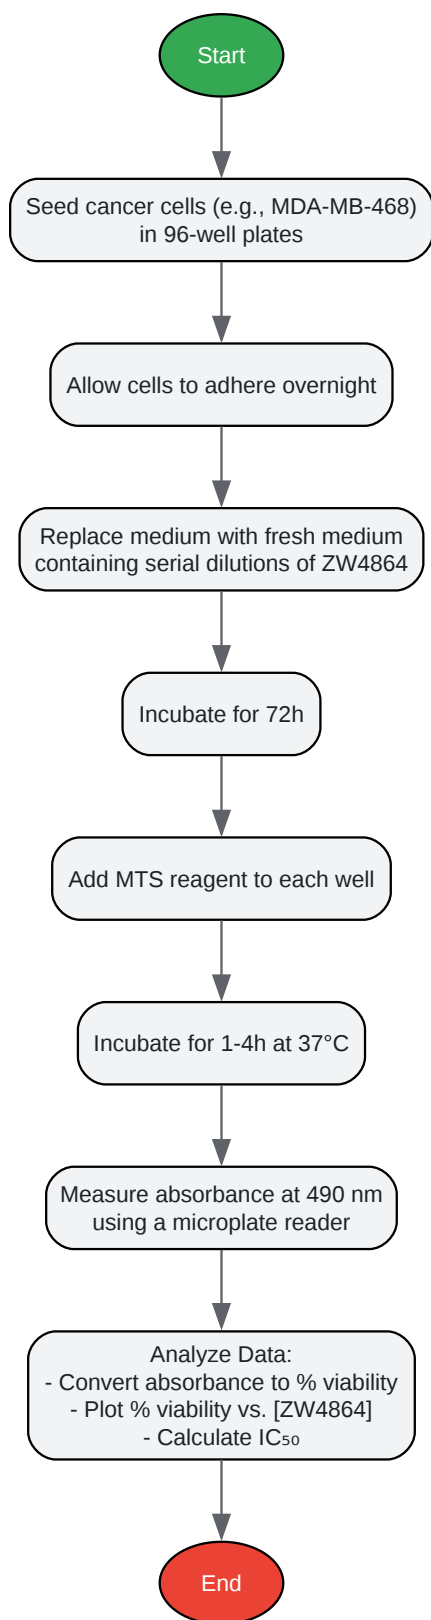 Start
Seed cancer cells (e.g., MDA-MB-468)
in 96-well plates
Allow cells to adhere overnight
Replace medium with fresh medium
containing serial dilutions of ZW4864
Incubate for 72h
Add MTS reagent to each well
Incubate for 1-4h at 37°C
Measure absorbance at 490 nm
using a microplate reader
Analyze Data:
- Convert absorbance to % viability
- Plot % viability vs. [ZW4864]
- Calculate IC₅₀
End